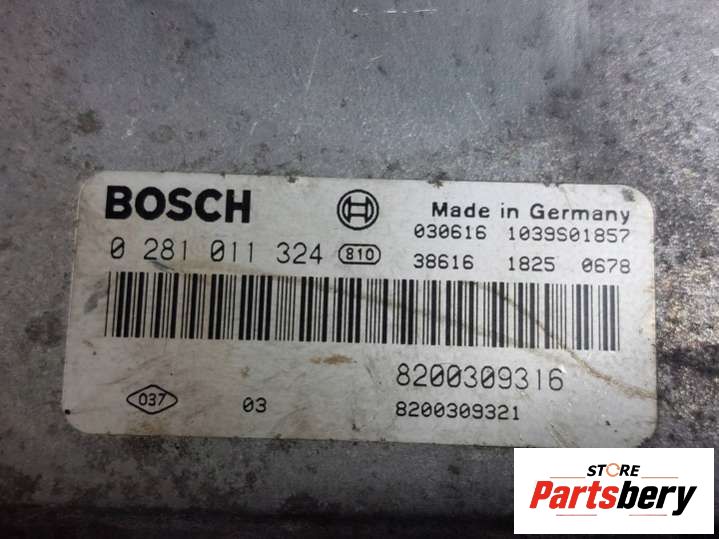 BOSCH
Made in Germany
030616 1039S01857
0 281 011 324 810
38616 1825 0678
8200309316
037 03 8200309321
STORE
Partsbery